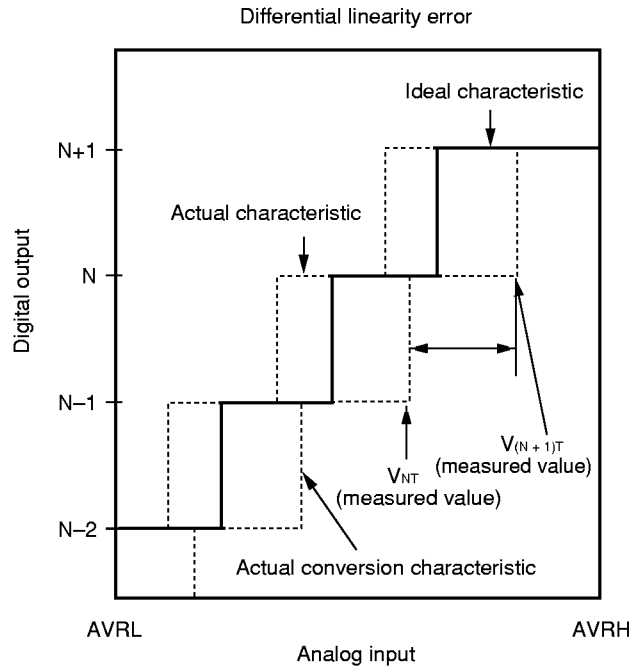 Differential linearity error
Ideal characteristic
N+1
Actual characteristic
N
Digital output
N–1
V(N + 1)T
(measured value)
VNT
(measured value)
N–2
Actual conversion characteristic
AVRL
AVRH
Analog input